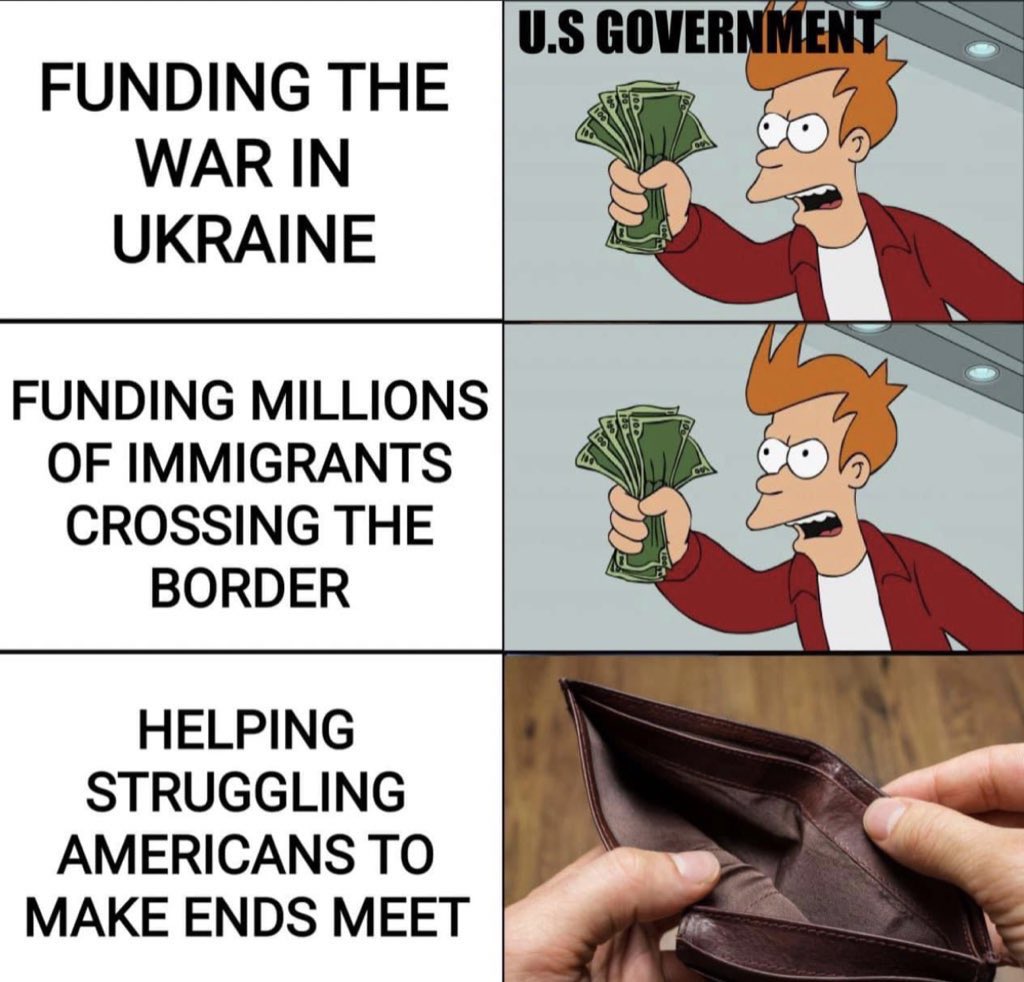 FUNDING THE
WAR IN
UKRAINE
U.S GOVERNMENT
FUNDING MILLIONS
OF IMMIGRANTS
CROSSING THE
BORDER
HELPING
STRUGGLING
AMERICANS TO
MAKE ENDS MEET